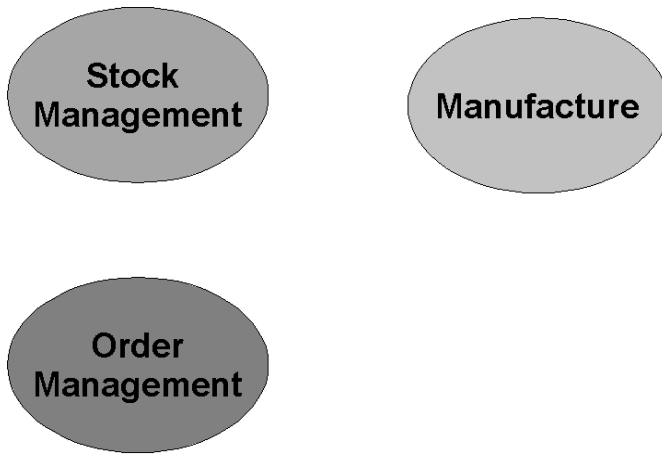 Stock
Management
Manufacture
Order
Management